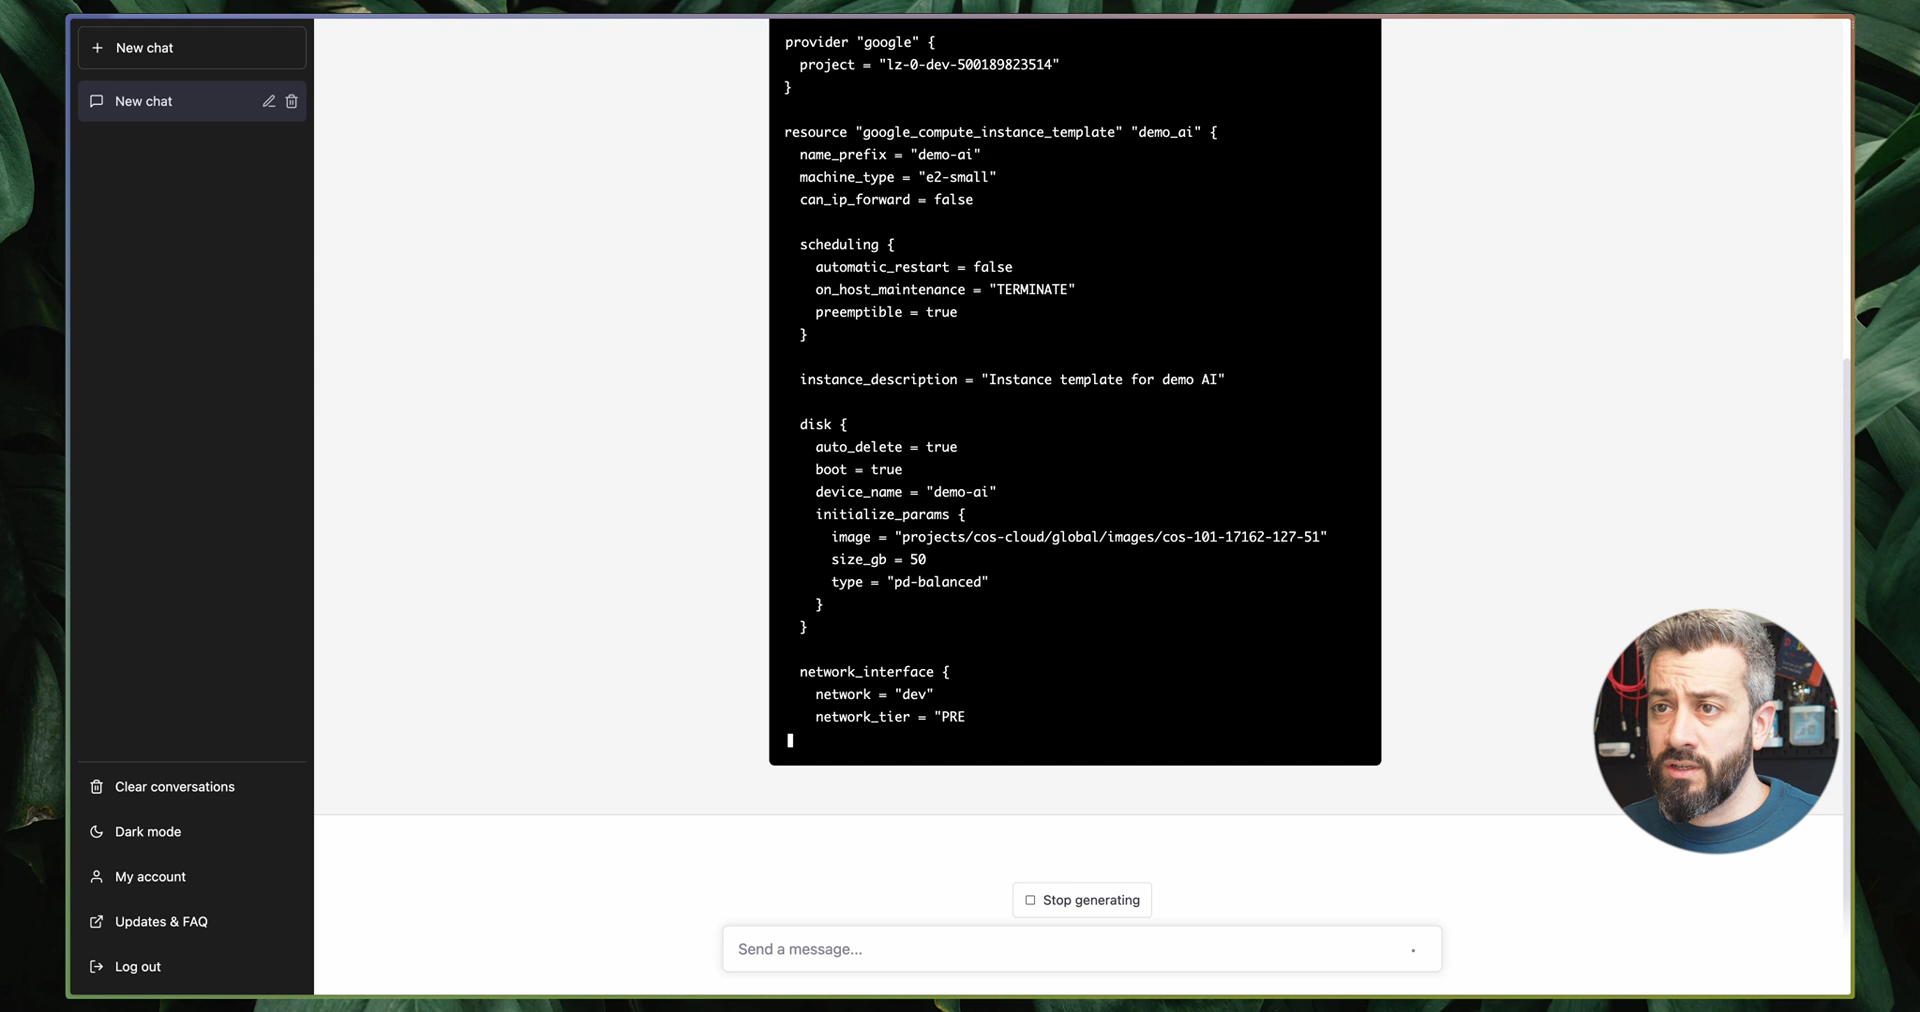 New chat
New chat
Clear conversations
Dark mode
My account
Updates & FAQ
Log out
provider "google" {
project = "lz-0-dev-500189823514"
}
resource "google_compute_instance_template" "demo_ai" {
name_prefix = "demo-ai"
machine_type = "e2-small"
can_ip_forward = false
scheduling {
automatic_restart = false
on_host_maintenance = "TERMINATE"
preemptible = true
}
instance_description = "Instance template for demo AI"
disk {
auto_delete = true
boot = true
device_name = "demo-ai"
initialize_params {
image = "projects/cos-cloud/global/images/cos-101-17162-127-51"
size_gb = 50
type = "pd-balanced"
}
}
network_interface {
network = "dev"
network_tier = "PRE
Stop generating
Send a message...